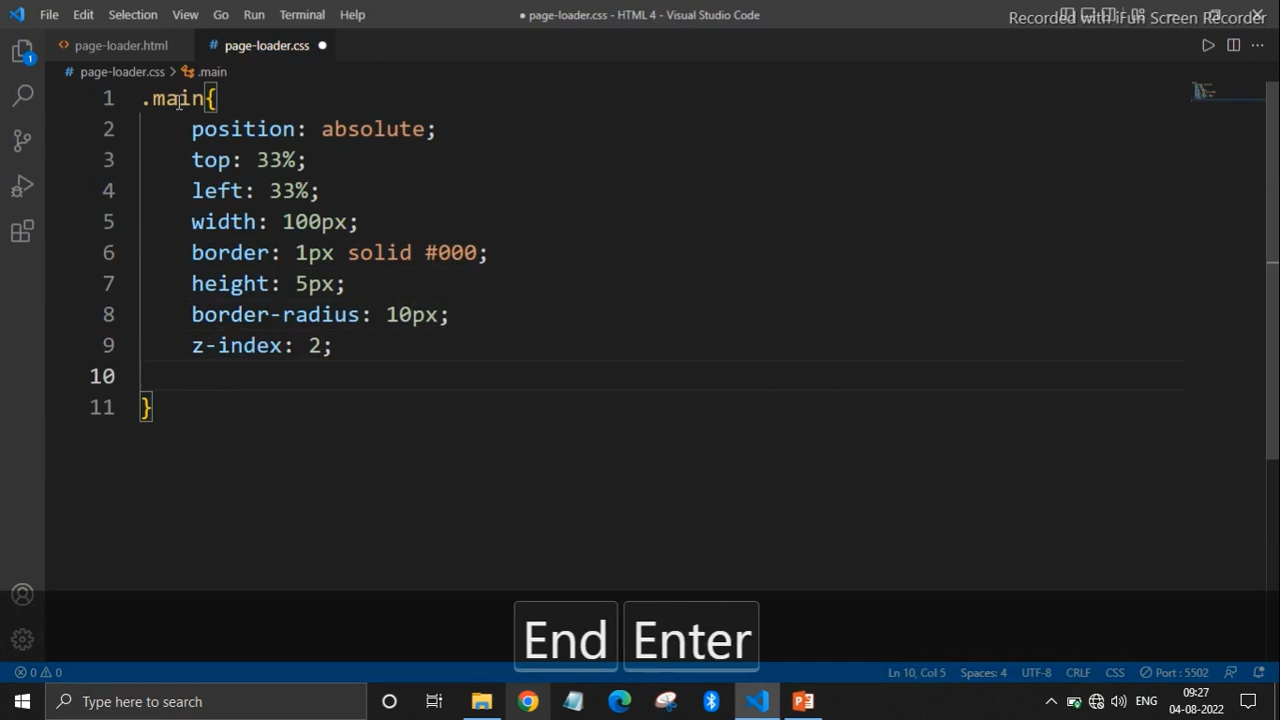 File Edit Selection View Go Run Terminal Help
● page-loader.css - HTML 4 - Visual Studio Code
Recorded with iFun Screen Recorder
<> page-loader.html
# page-loader.css ●
# page-loader.css > .main
1 .main{
2 position: absolute;
3 top: 33%;
4 left: 33%;
5 width: 100px;
6 border: 1px solid #000;
7 height: 5px;
8 border-radius: 10px;
9 z-index: 2;
10
11 }
1
End Enter
0 0
Ln 10, Col 5 Spaces: 4 UTF-8 CRLF CSS Port : 5502
Type here to search
ENG
09:27
04-08-2022